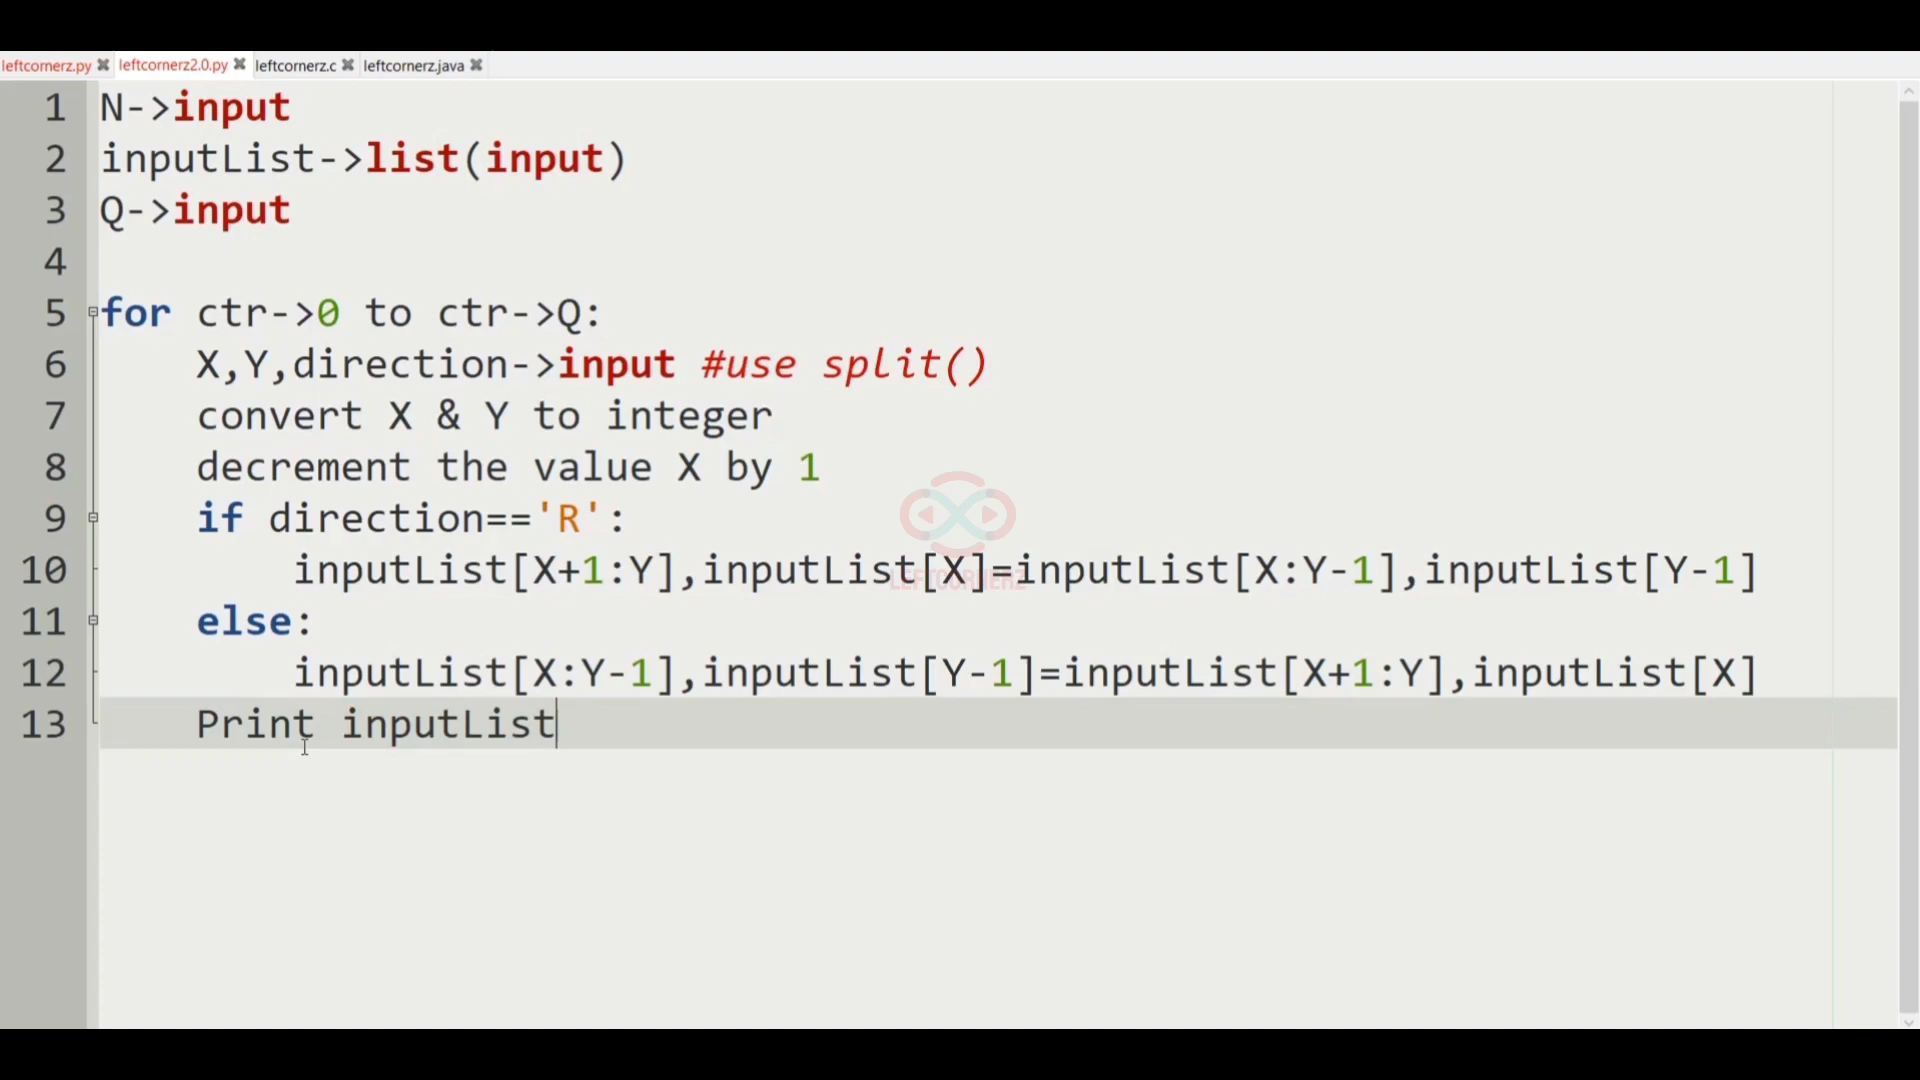 leftcornerz.py leftcornerz2.0.py leftcornerz.c leftcornerz.java
1 N->input
2 inputList->list(input)
3 Q->input
4
5 for ctr->0 to ctr->Q:
6 X,Y,direction->input #use split()
7 convert X & Y to integer
8 decrement the value X by 1
9 if direction=='R':
10 inputList[X+1:Y],inputList[X]=inputList[X:Y-1],inputList[Y-1]
LEFTCORNERZ
11 else:
12 inputList[X:Y-1],inputList[Y-1]=inputList[X+1:Y],inputList[X]
13 Print inputList